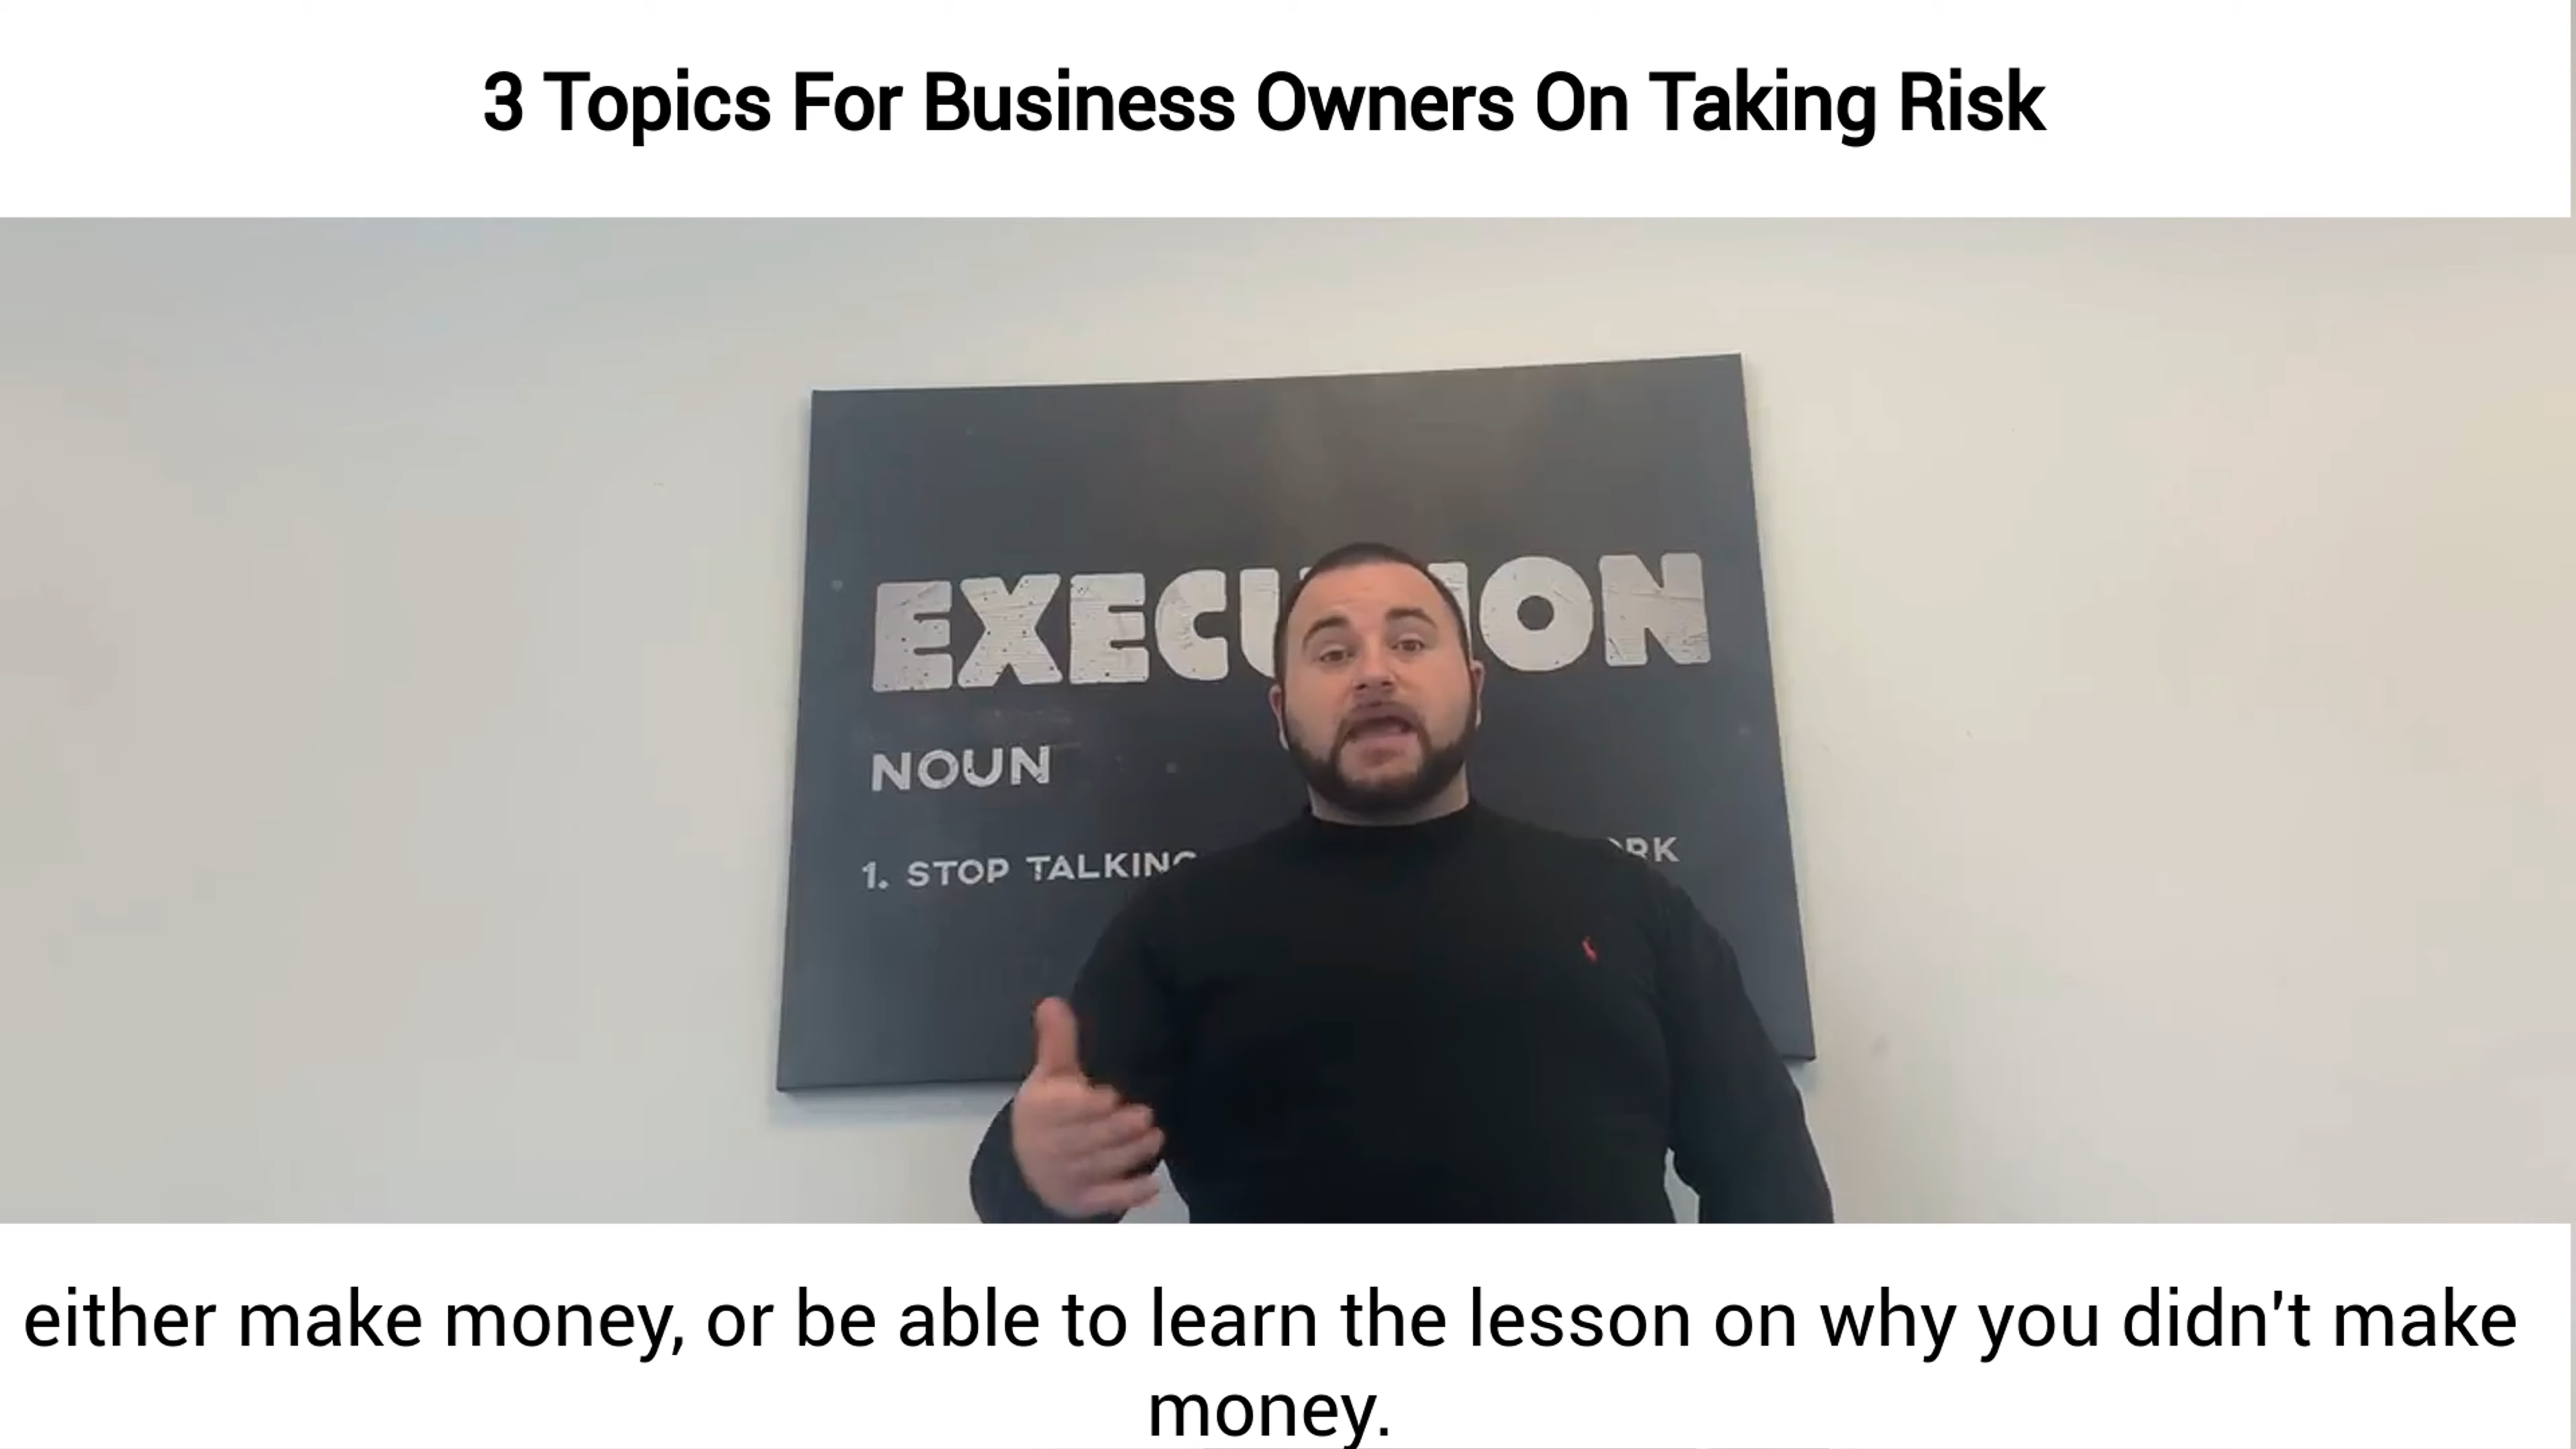 3 Topics For Business Owners On Taking Risk
NOUN
1. STOP TALKING
either make money, or be able to learn the lesson on why you didn't make
money.